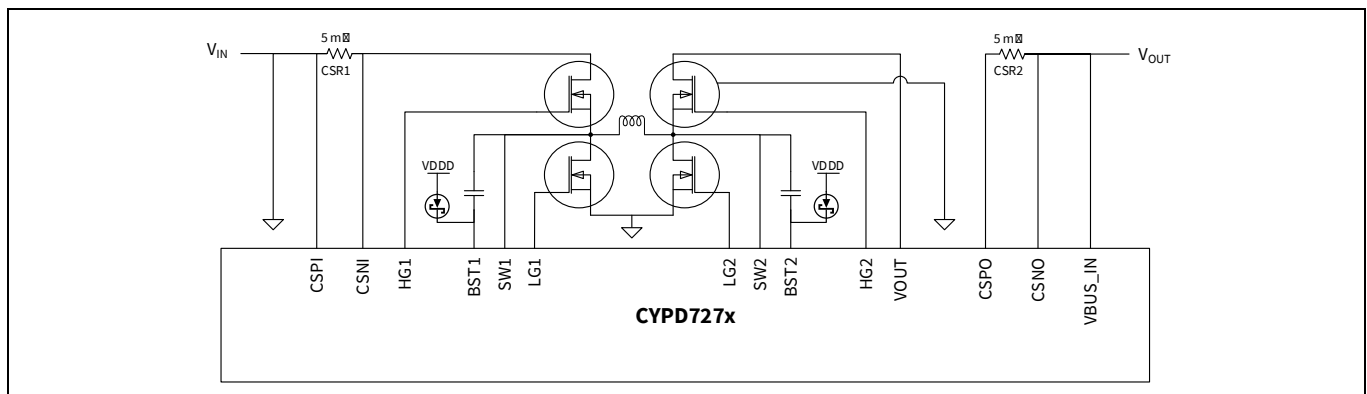 VIN
5 m
CSR1
5 m
CSR2
VOUT
VDDD
VDDD
CSPI
CSNI
HG1
BST1
SW1
LG1
LG2
SW2
BST2
HG2
VOUT
CSPO
CSNO
VBUS_IN
CYPD727x